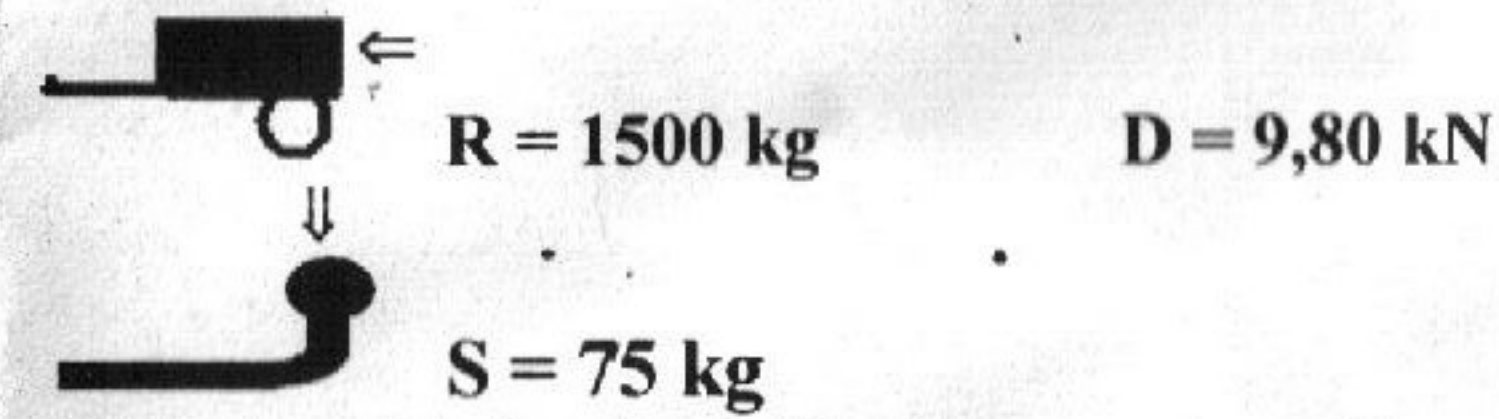 R = 1500 kg D = 9,80 kN
S = 75 kg